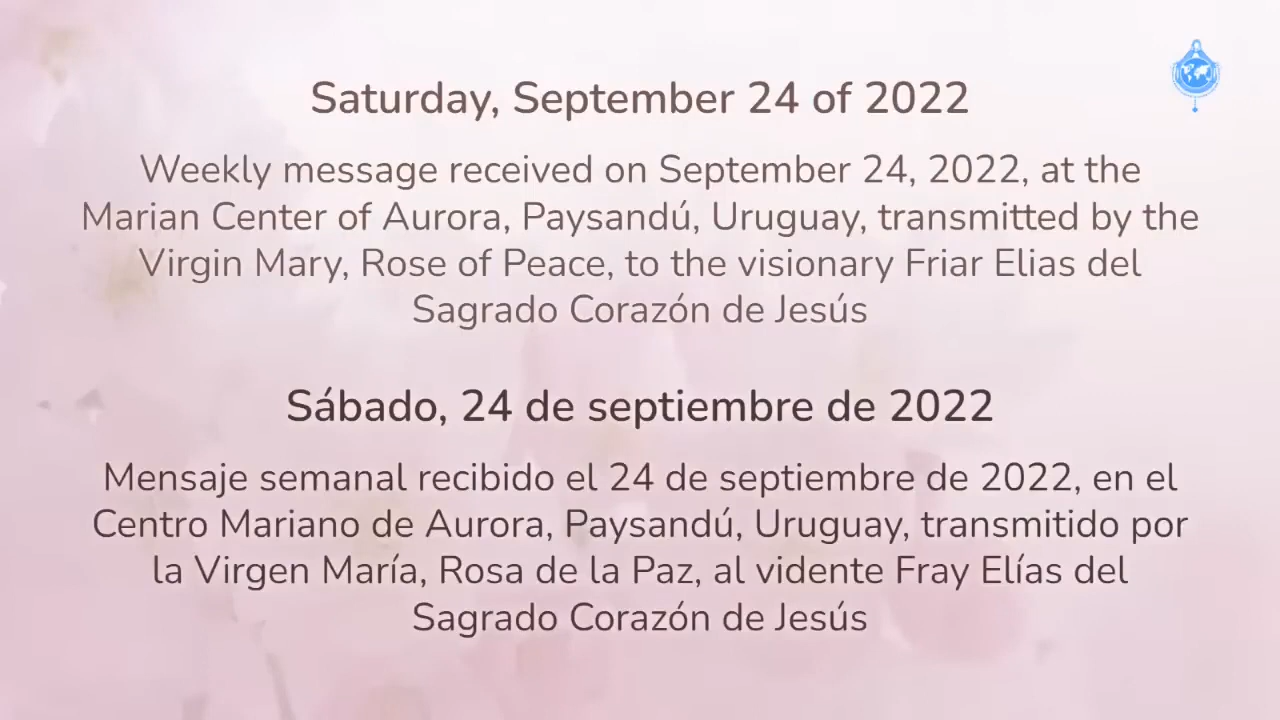 Saturday, September 24 of 2022
Weekly message received on September 24, 2022, at the
Marian Center of Aurora, Paysandú, Uruguay, transmitted by the
Virgin Mary, Rose of Peace, to the visionary Friar Elias del
Sagrado Corazón de Jesús
Sábado, 24 de septiembre de 2022
Mensaje semanal recibido el 24 de septiembre de 2022, en el
Centro Mariano de Aurora, Paysandú, Uruguay, transmitido por
la Virgen María, Rosa de la Paz, al vidente Fray Elías del
Sagrado Corazón de Jesús